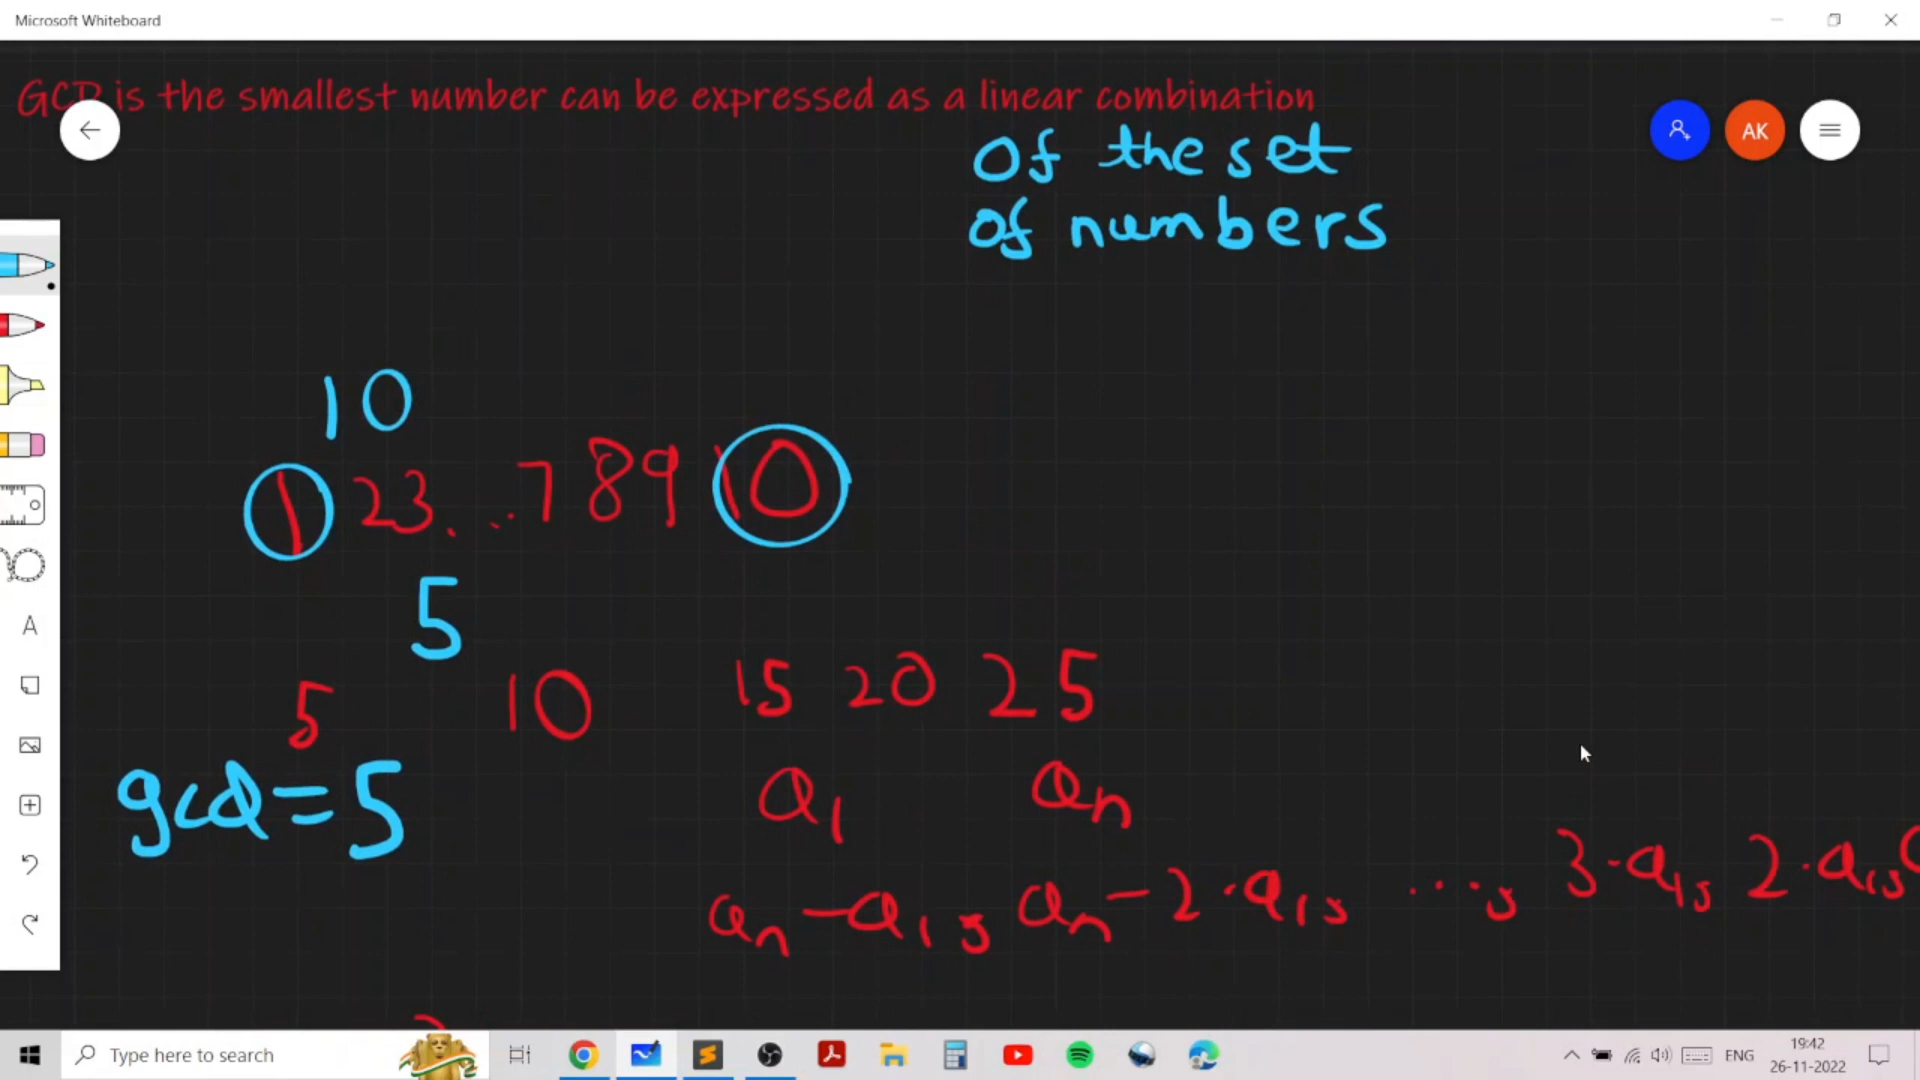 Microsoft Whiteboard
GCD is the smallest number can be expressed as a linear combination
of the set
of numbers
AK
10
1 2 3 . . . 7 8 9 10
5
5 10 15 20 25
gcd = 5
a1 an
an - a1, an - 2 · a1, ..., 3 · a1, 2 · a1,
A
Type here to search
ENG
19:42
26-11-2022